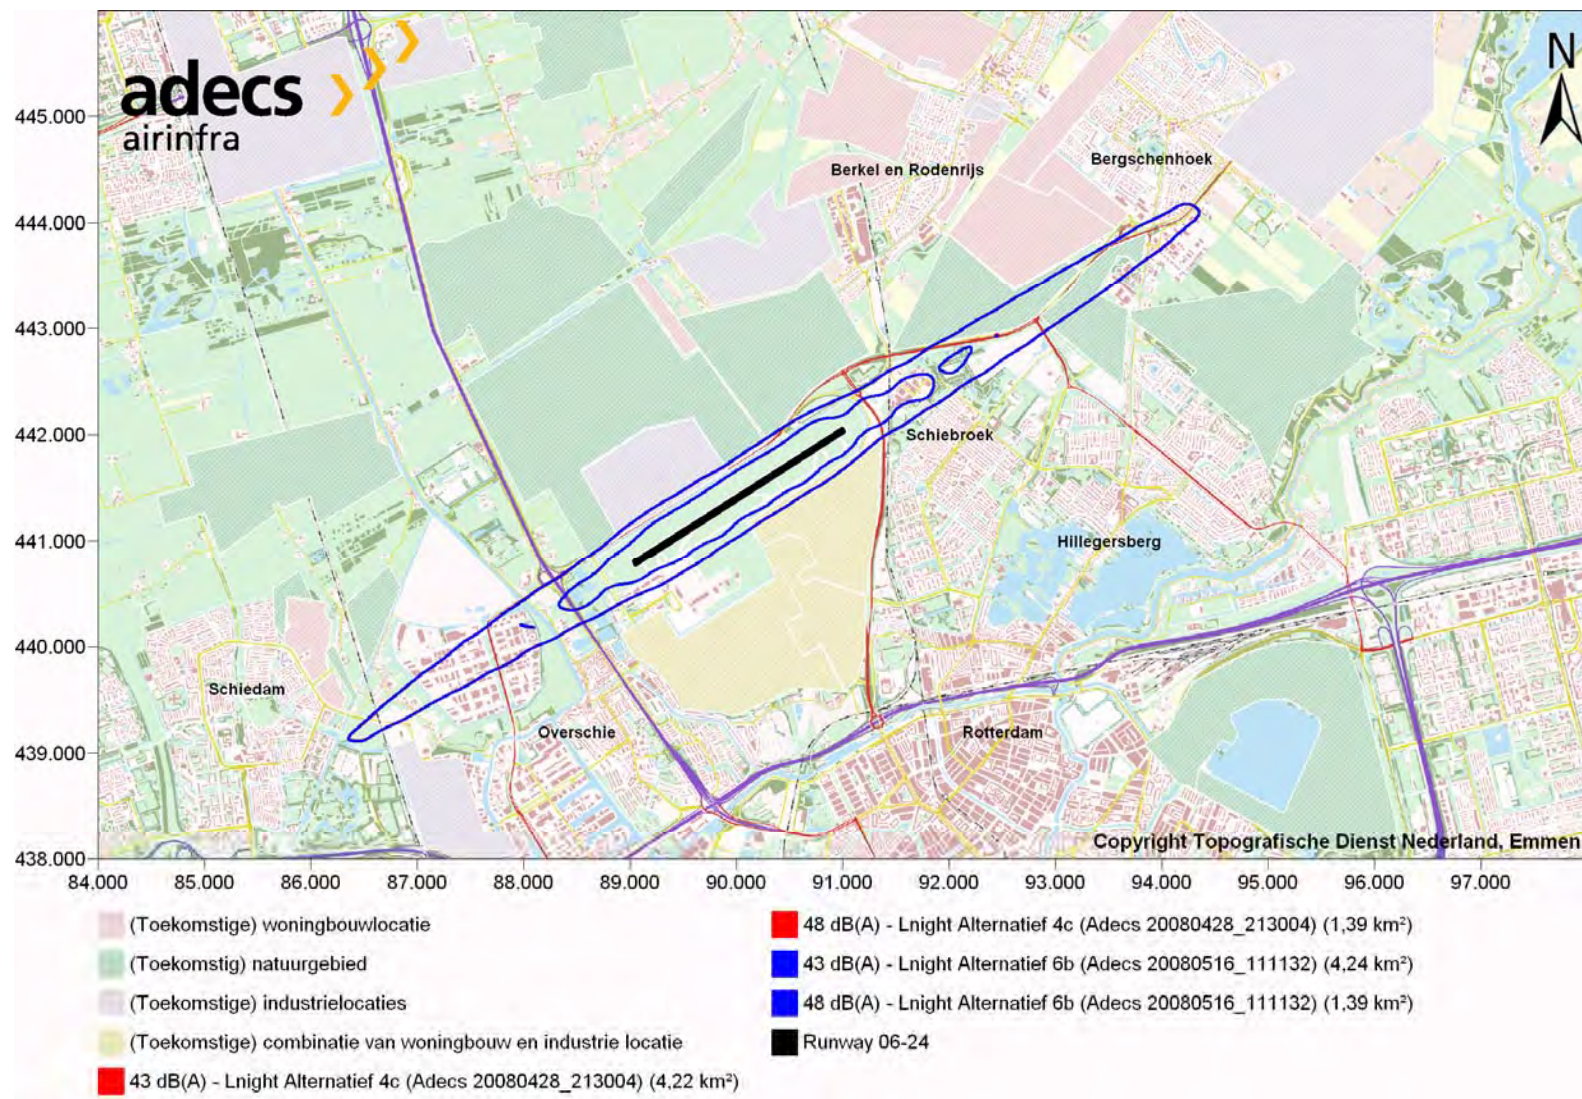 adecs
airinfra
N
445.000
444.000
443.000
442.000
441.000
440.000
439.000
438.000
Bergschenhoek
Berkel en Rodenrijs
Schiebroek
Hillegersberg
Schiedam
Overschie
Rotterdam
Copyright Topografische Dienst Nederland, Emmen
84.000 85.000 86.000 87.000 88.000 89.000 90.000 91.000 92.000 93.000 94.000 95.000 96.000 97.000
(Toekomstige) woningbouwlocatie
(Toekomstig) natuurgebied
(Toekomstige) industrielocaties
(Toekomstige) combinatie van woningbouw en industrie locatie
43 dB(A) - Lnight Alternatief 4c (Adecs 20080428_213004) (4,22 km²)
48 dB(A) - Lnight Alternatief 4c (Adecs 20080428_213004) (1,39 km²)
43 dB(A) - Lnight Alternatief 6b (Adecs 20080516_111132) (4,24 km²)
48 dB(A) - Lnight Alternatief 6b (Adecs 20080516_111132) (1,39 km²)
Runway 06-24